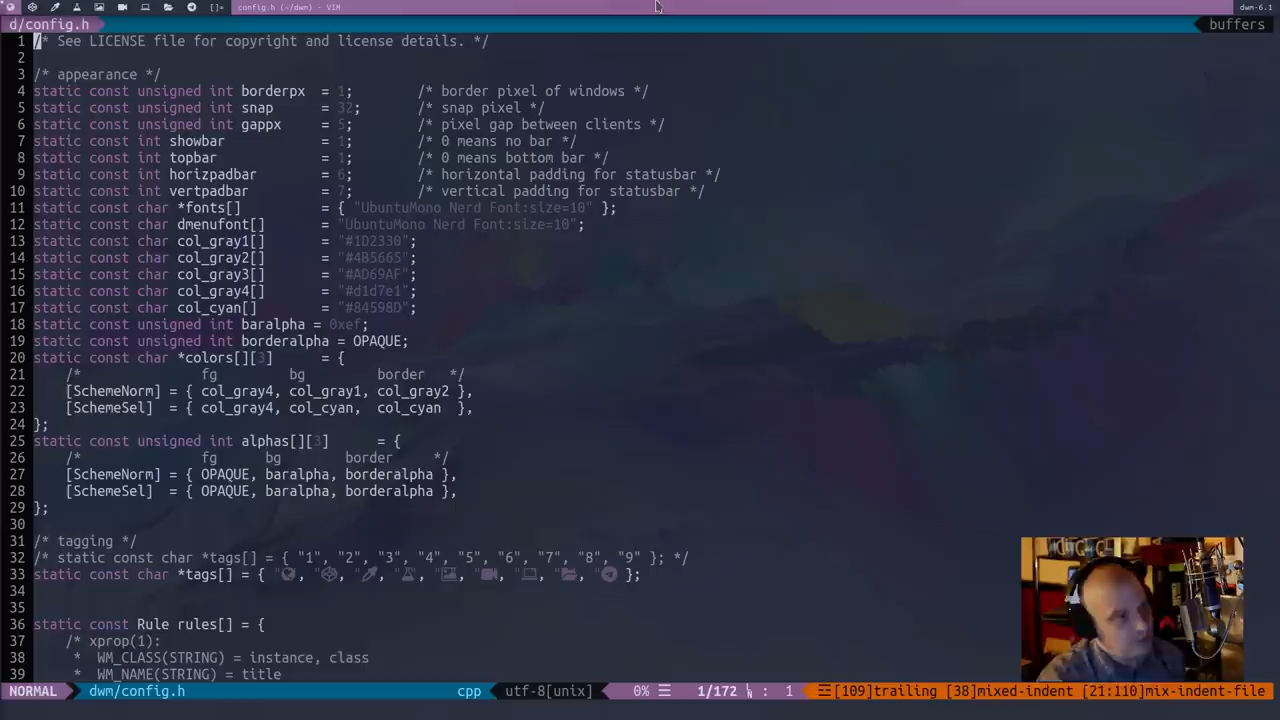 []= config.h (~/dwm) - VIM dwm-6.1
d/config.h buffers
1 /* See LICENSE file for copyright and license details. */
2
3 /* appearance */
4 static const unsigned int borderpx = 1; /* border pixel of windows */
5 static const unsigned int snap = 32; /* snap pixel */
6 static const unsigned int gappx = 5; /* pixel gap between clients */
7 static const int showbar = 1; /* 0 means no bar */
8 static const int topbar = 1; /* 0 means bottom bar */
9 static const int horizpadbar = 6; /* horizontal padding for statusbar */
10 static const int vertpadbar = 7; /* vertical padding for statusbar */
11 static const char *fonts[] = { "UbuntuMono Nerd Font:size=10" };
12 static const char dmenufont[] = "UbuntuMono Nerd Font:size=10";
13 static const char col_gray1[] = "#1D2330";
14 static const char col_gray2[] = "#4B5665";
15 static const char col_gray3[] = "#AD69AF";
16 static const char col_gray4[] = "#d1d7e1";
17 static const char col_cyan[] = "#84598D";
18 static const unsigned int baralpha = 0xef;
19 static const unsigned int borderalpha = OPAQUE;
20 static const char *colors[][3] = {
21 /* fg bg border */
22 [SchemeNorm] = { col_gray4, col_gray1, col_gray2 },
23 [SchemeSel] = { col_gray4, col_cyan, col_cyan },
24 };
25 static const unsigned int alphas[][3] = {
26 /* fg bg border */
27 [SchemeNorm] = { OPAQUE, baralpha, borderalpha },
28 [SchemeSel] = { OPAQUE, baralpha, borderalpha },
29 };
30
31 /* tagging */
32 /* static const char *tags[] = { "1", "2", "3", "4", "5", "6", "7", "8", "9" }; */
33 static const char *tags[] = { "", "", "", "", "", "", "", "", "" };
34
35
36 static const Rule rules[] = {
37 /* xprop(1):
38 * WM_CLASS(STRING) = instance, class
39 * WM_NAME(STRING) = title
NORMAL dwm/config.h cpp utf-8[unix] 0% ☰ 1/172 : 1 ☲[109]trailing [38]mixed-indent [21:110]mix-indent-file